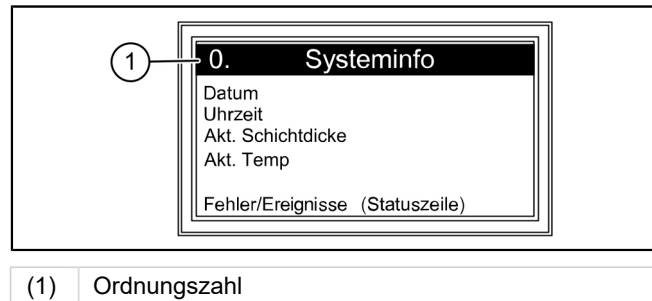 1
0. Systeminfo
Datum
Uhrzeit
Akt. Schichtdicke
Akt. Temp
Fehler/Ereignisse (Statuszeile)
(1) Ordnungszahl